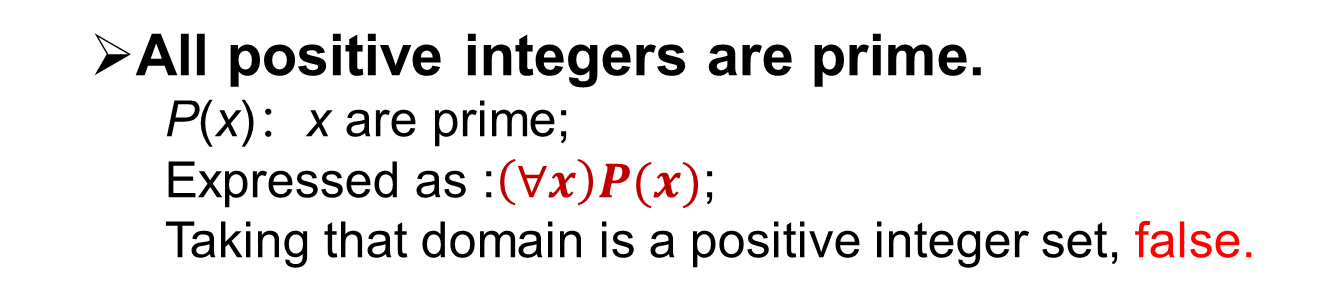 ➢All positive integers are prime.
P(x)： x are prime;
Expressed as :(∀x)P(x);
Taking that domain is a positive integer set, false.